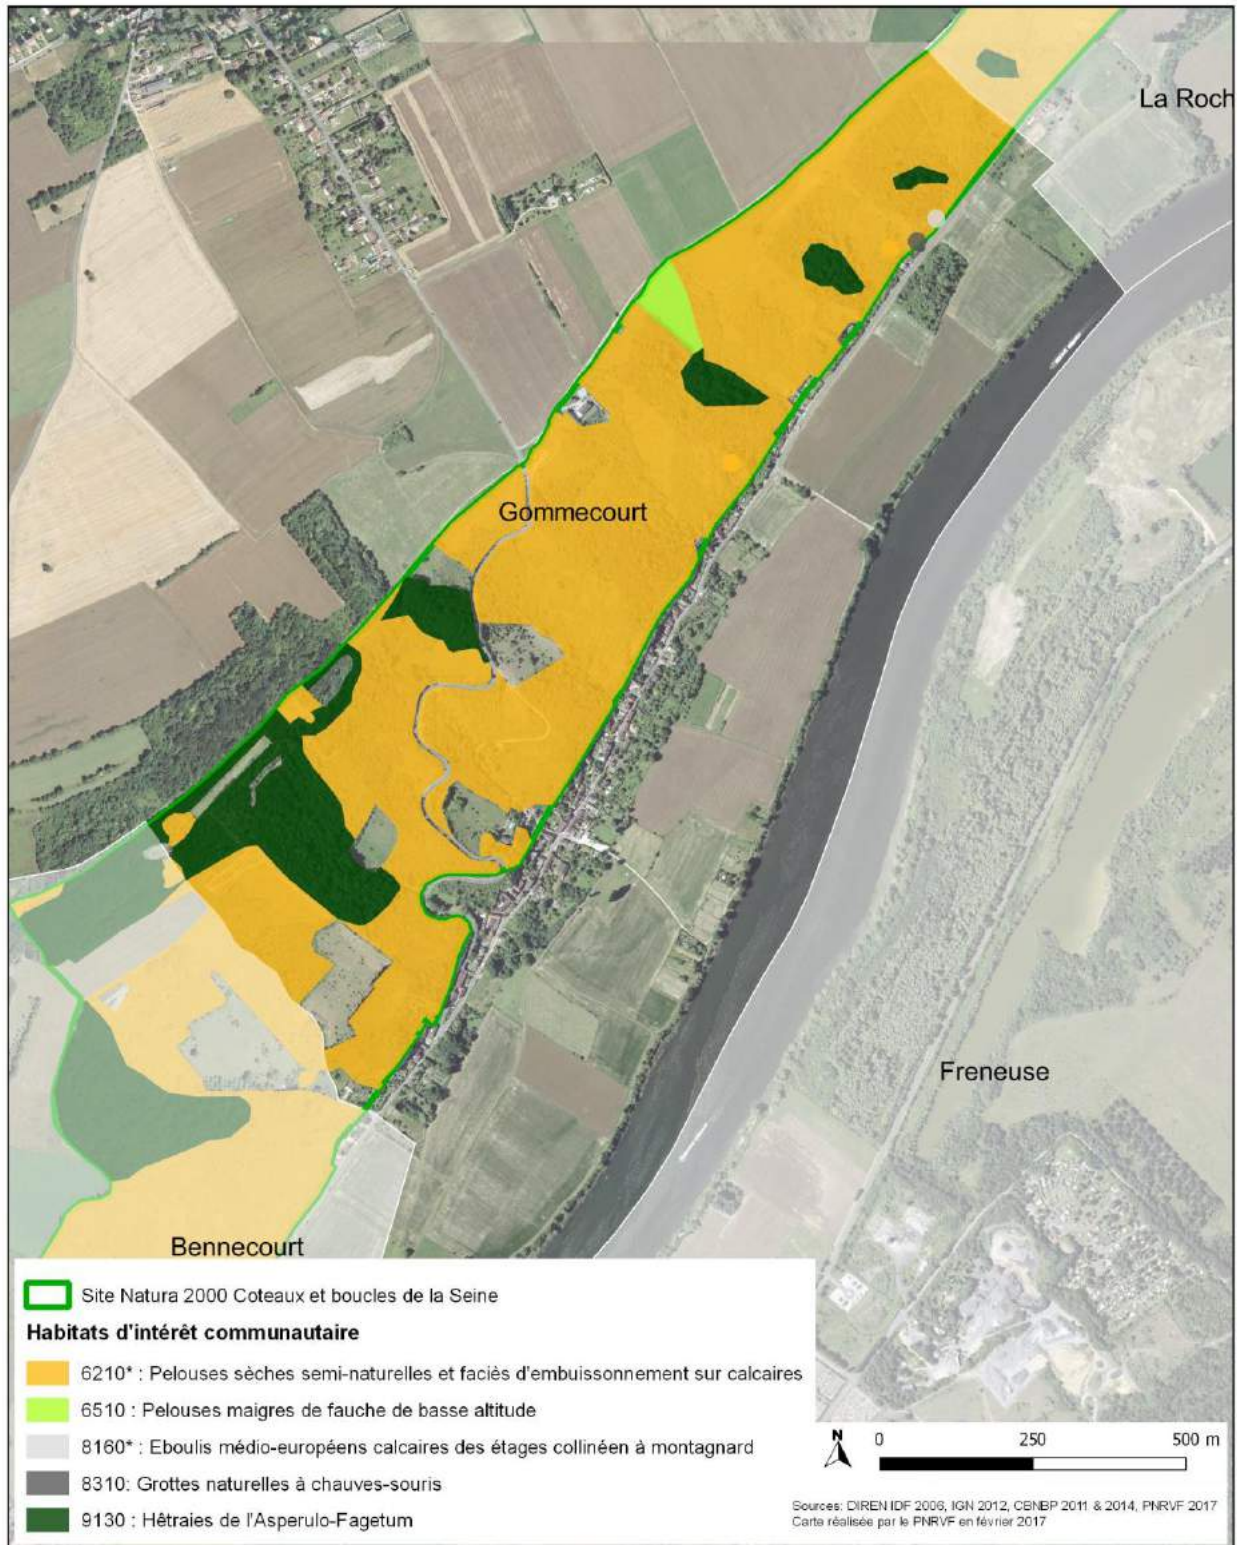 La Roch
Gommecourt
Freneuse
Bennecourt
Site Natura 2000 Coteaux et boucles de la Seine
Habitats d'intérêt communautaire
6210* : Pelouses sèches semi-naturelles et faciès d'embuissonnement sur calcaires
6510 : Pelouses maigres de fauche de basse altitude
8160* : Eboulis médio-européens calcaires des étages collinéen à montagnard
8310: Grottes naturelles à chauves-souris
9130 : Hêtraies de l'Asperulo-Fagetum
N
0 250 500 m
Sources: DIREN IDF 2006, IGN 2012, CBNBP 2011 & 2014, PNRVF 2017
Carte réalisée par le PNRVF en février 2017